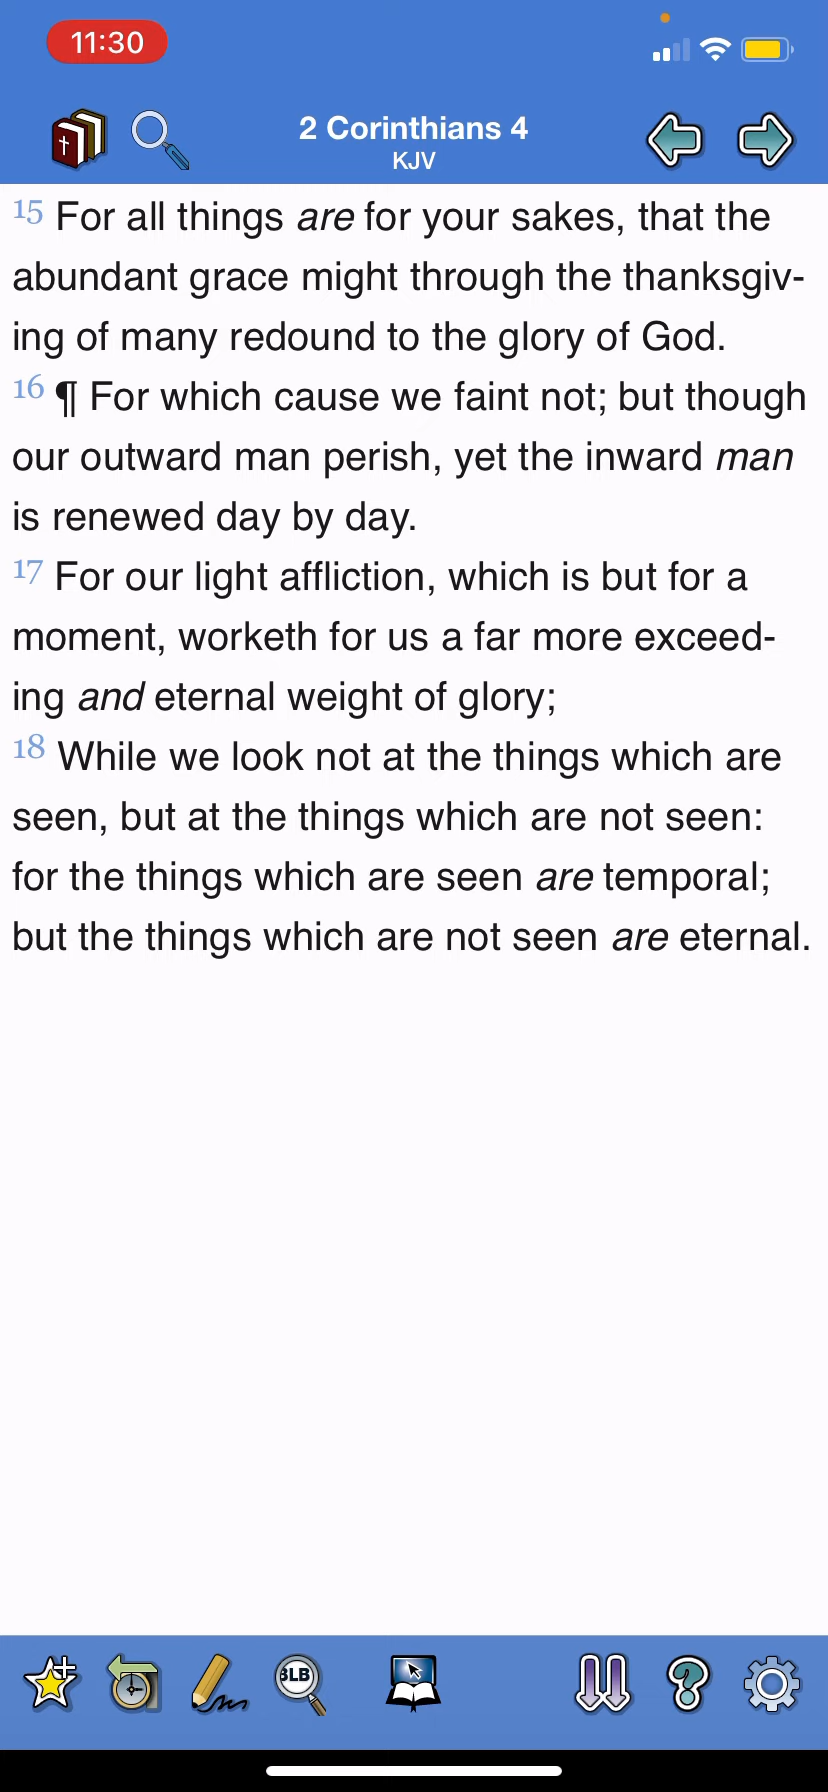 11:30
2 Corinthians 4
KJV
15 For all things are for your sakes, that the
abundant grace might through the thanksgiv-
ing of many redound to the glory of God.
16 ¶ For which cause we faint not; but though
our outward man perish, yet the inward man
is renewed day by day.
17 For our light affliction, which is but for a
moment, worketh for us a far more exceed-
ing and eternal weight of glory;
18 While we look not at the things which are
seen, but at the things which are not seen:
for the things which are seen are temporal;
but the things which are not seen are eternal.
BLB